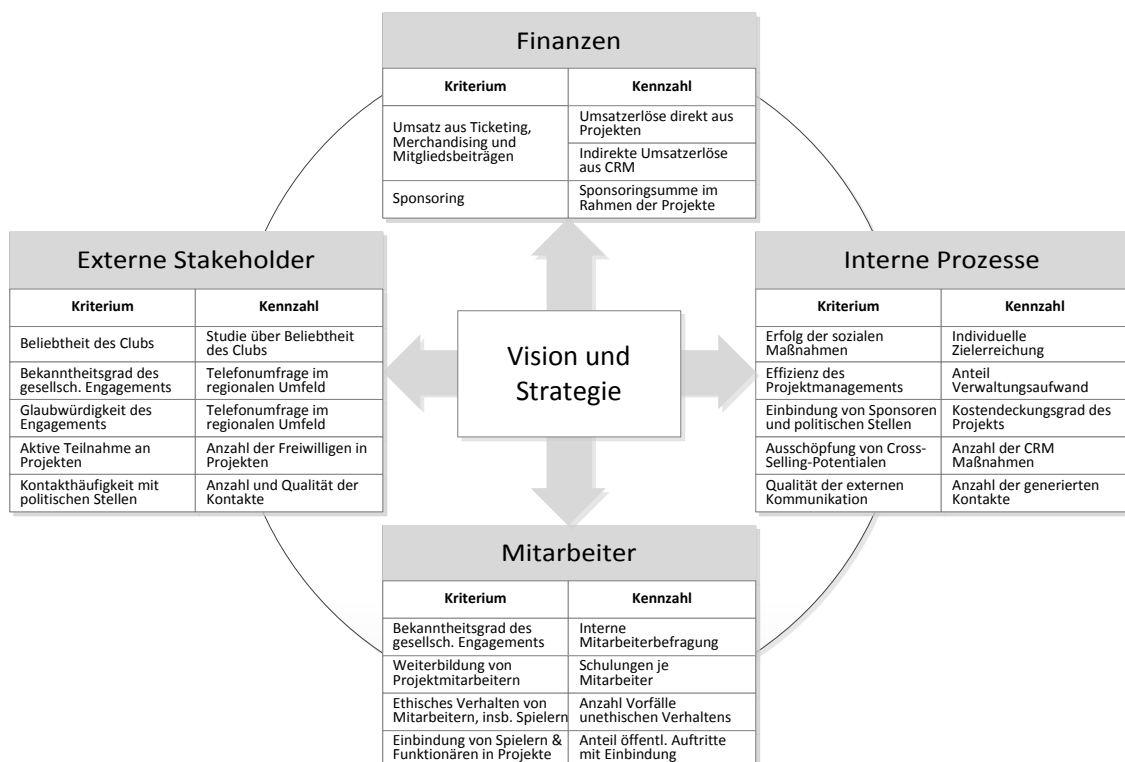 Finanzen
Kriterium
Kennzahl
Umsatz aus Ticketing,
Merchandising und
Mitgliedsbeiträgen
Umsatzerlöse direkt aus
Projekten
Indirekte Umsatzerlöse
aus CRM
Sponsoring
Sponsoringsumme im
Rahmen der Projekte
Externe Stakeholder
Kriterium
Kennzahl
Beliebtheit des Clubs
Studie über Beliebtheit
des Clubs
Bekanntheitsgrad des
gesellsch. Engagements
Telefonumfrage im
regionalen Umfeld
Glaubwürdigkeit des
Engagements
Telefonumfrage im
regionalen Umfeld
Aktive Teilnahme an
Projekten
Anzahl der Freiwilligen in
Projekten
Kontakthäufigkeit mit
politischen Stellen
Anzahl und Qualität der
Kontakte
Vision und
Strategie
Interne Prozesse
Kriterium
Kennzahl
Erfolg der sozialen
Maßnahmen
Individuelle
Zielerreichung
Effizienz des
Projektmanagements
Anteil
Verwaltungsaufwand
Einbindung von Sponsoren
und politischen Stellen
Kostendeckungsgrad des
Projekts
Ausschöpfung von Cross-
Selling-Potentialen
Anzahl der CRM
Maßnahmen
Qualität der externen
Kommunikation
Anzahl der generierten
Kontakte
Mitarbeiter
Kriterium
Kennzahl
Bekanntheitsgrad des
gesellsch. Engagements
Interne
Mitarbeiterbefragung
Weiterbildung von
Projektmitarbeitern
Schulungen je
Mitarbeiter
Ethisches Verhalten von
Mitarbeitern, insb. Spielern
Anzahl Vorfälle
unethischen Verhaltens
Einbindung von Spielern &
Funktionären in Projekte
Anteil öffentl. Auftritte
mit Einbindung